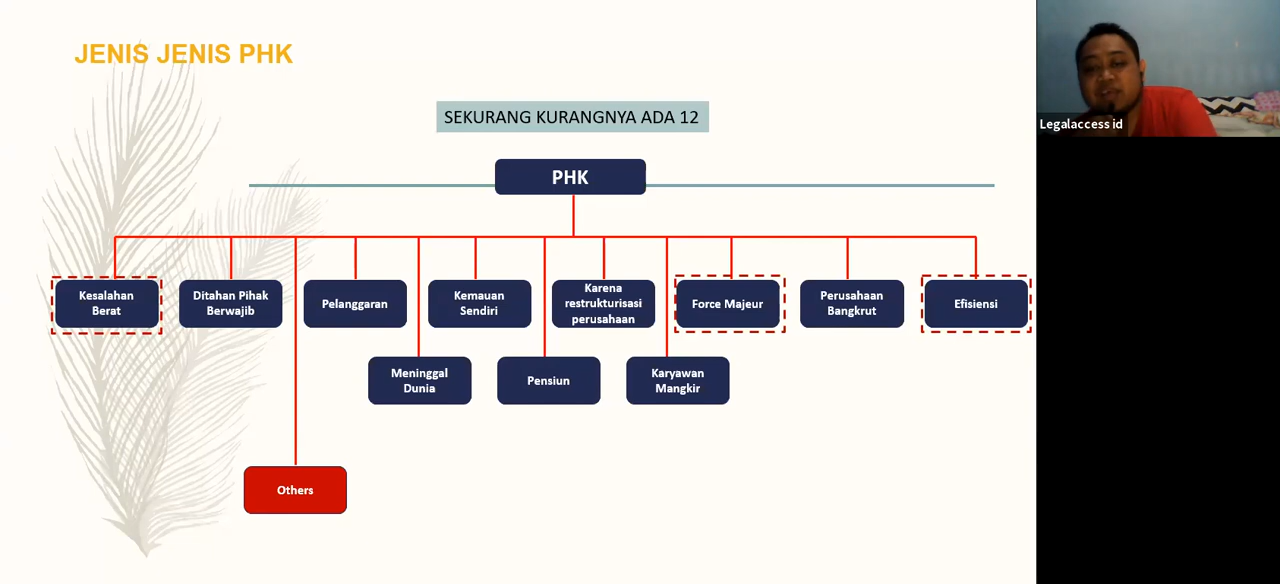 JENIS JENIS PHK
SEKURANG KURANGNYA ADA 12
PHK
Kesalahan
Berat
Ditahan Pihak
Berwajib
Pelanggaran
Kemauan
Sendiri
Karena
restrukturisasi
perusahaan
Force Majeur
Perusahaan
Bangkrut
Efisiensi
Meninggal
Dunia
Pensiun
Karyawan
Mangkir
Others
Legalaccess id